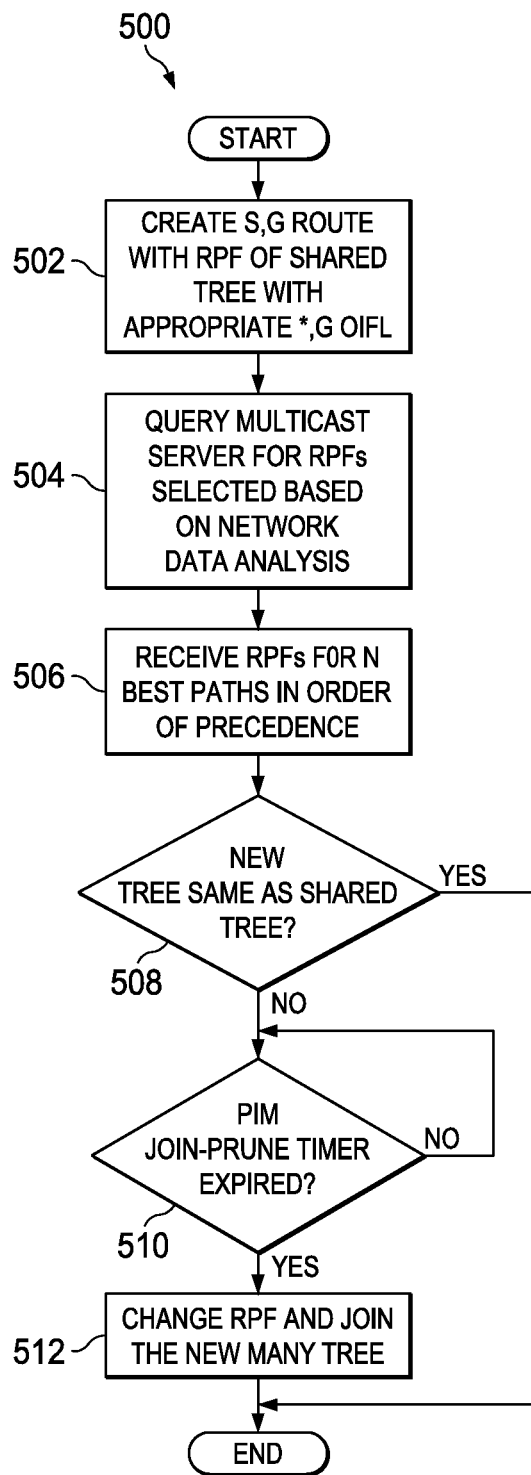 500
START
502
CREATE S,G ROUTE
WITH RPF OF SHARED
TREE WITH
APPROPRIATE *,G OIFL
504
QUERY MULTICAST
SERVER FOR RPFs
SELECTED BASED
ON NETWORK
DATA ANALYSIS
506
RECEIVE RPFs F0R N
BEST PATHS IN ORDER
OF PRECEDENCE
NEW
TREE SAME AS SHARED
TREE?
YES
508
NO
PIM
JOIN-PRUNE TIMER
EXPIRED?
NO
510
YES
512
CHANGE RPF AND JOIN
THE NEW MANY TREE
END